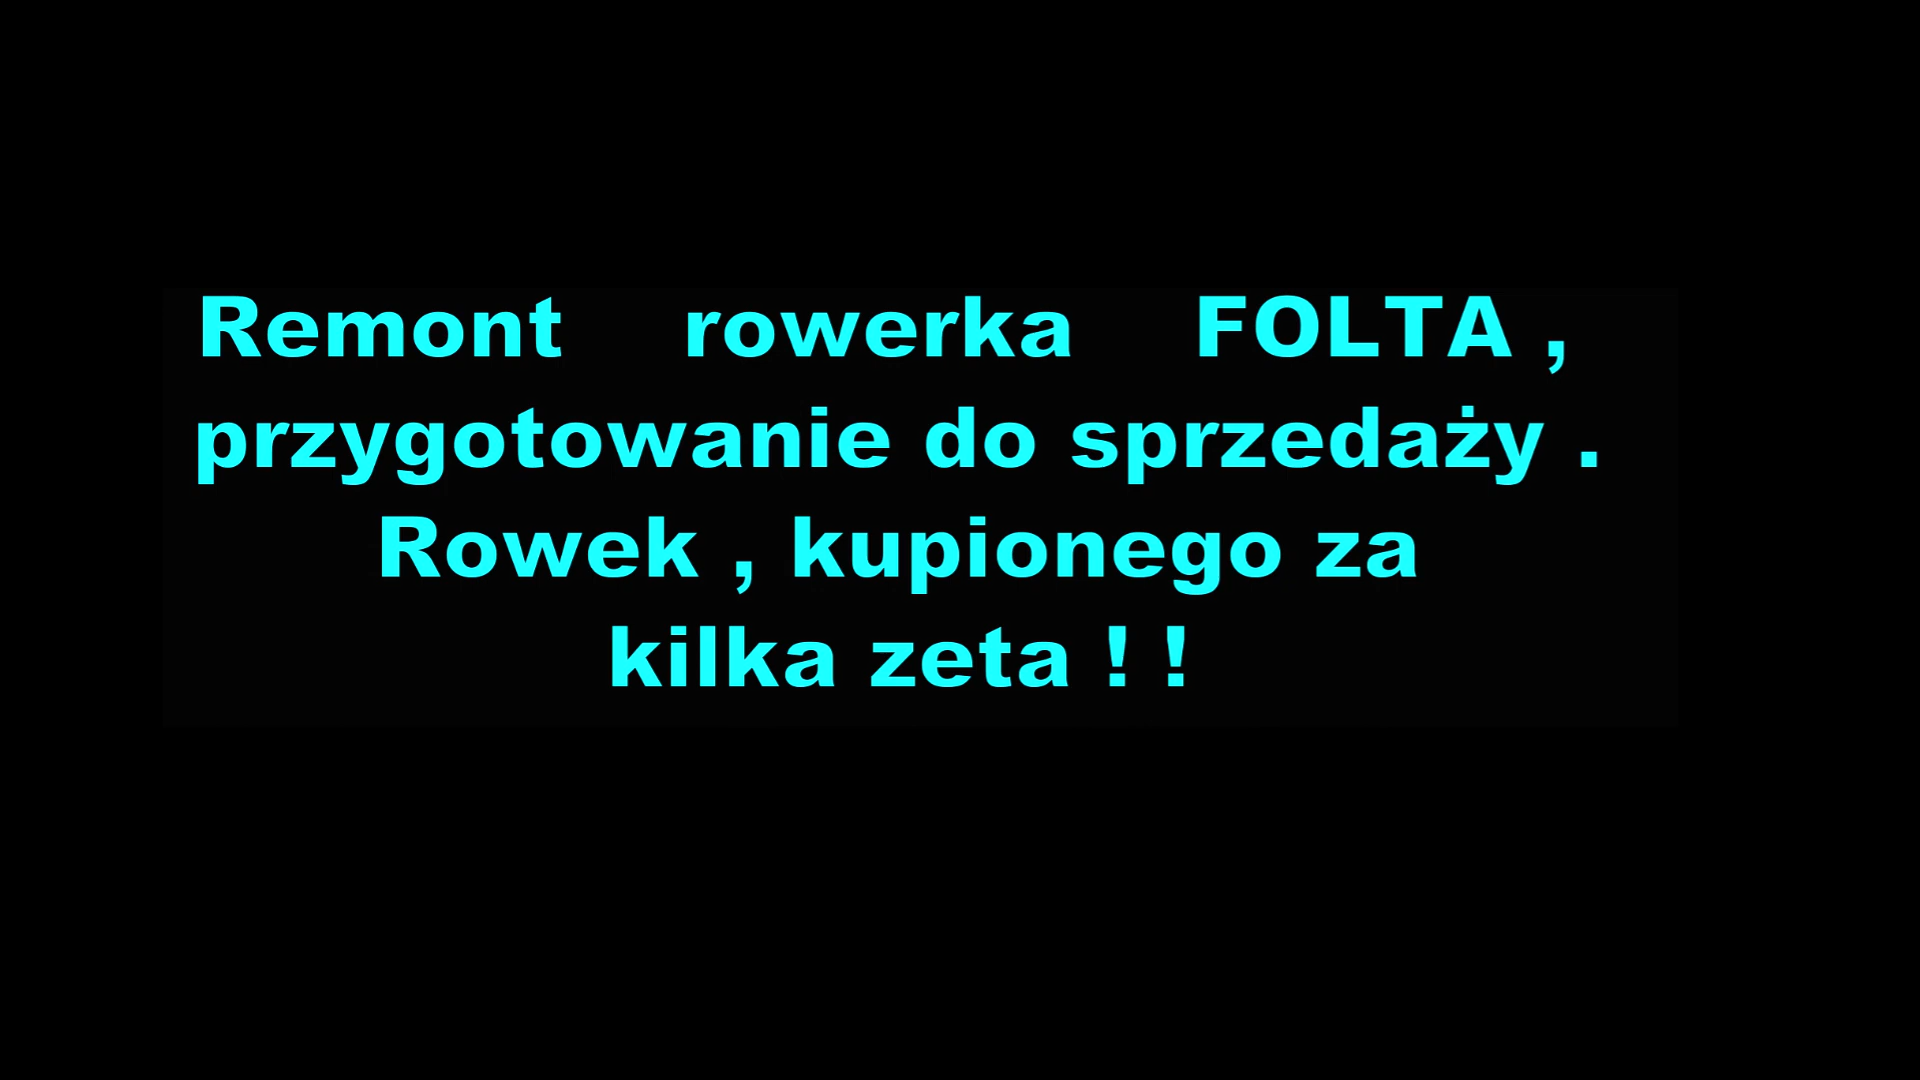 Remont rowerka FOLTA ,
przygotowanie do sprzedaży .
Rowek , kupionego za
kilka zeta ! !